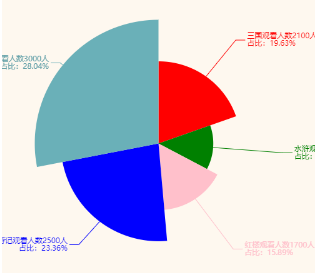 看人数3000人
占比: 28.04%
三国观看人数2100人
占比: 19.63%
水浒
占比:
红楼观看人数1700人
占比: 15.89%
游记观看人数2500人
占比: 23.36%